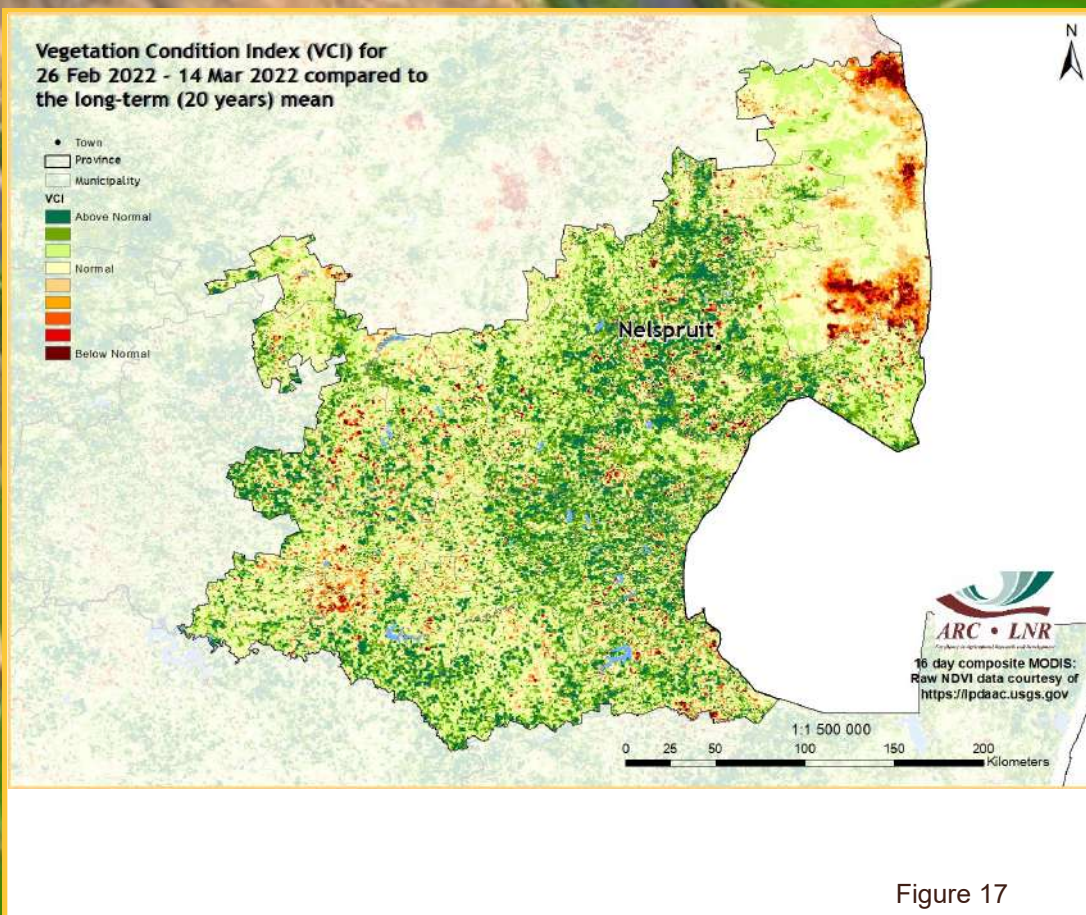 Vegetation Condition Index (VCI) for
26 Feb 2022 - 14 Mar 2022 compared to
the long-term (20 years) mean
N
Town
Province
Municipality
VCI
Above Normal
Normal
Below Normal
Nelspruit
ARC • LNR
16 day composite MODIS:
Raw NDVI data courtesy of
https://lpdaac.usgs.gov
1:1 500 000
0 25 50 100 150 200
Kilometers
Figure 17